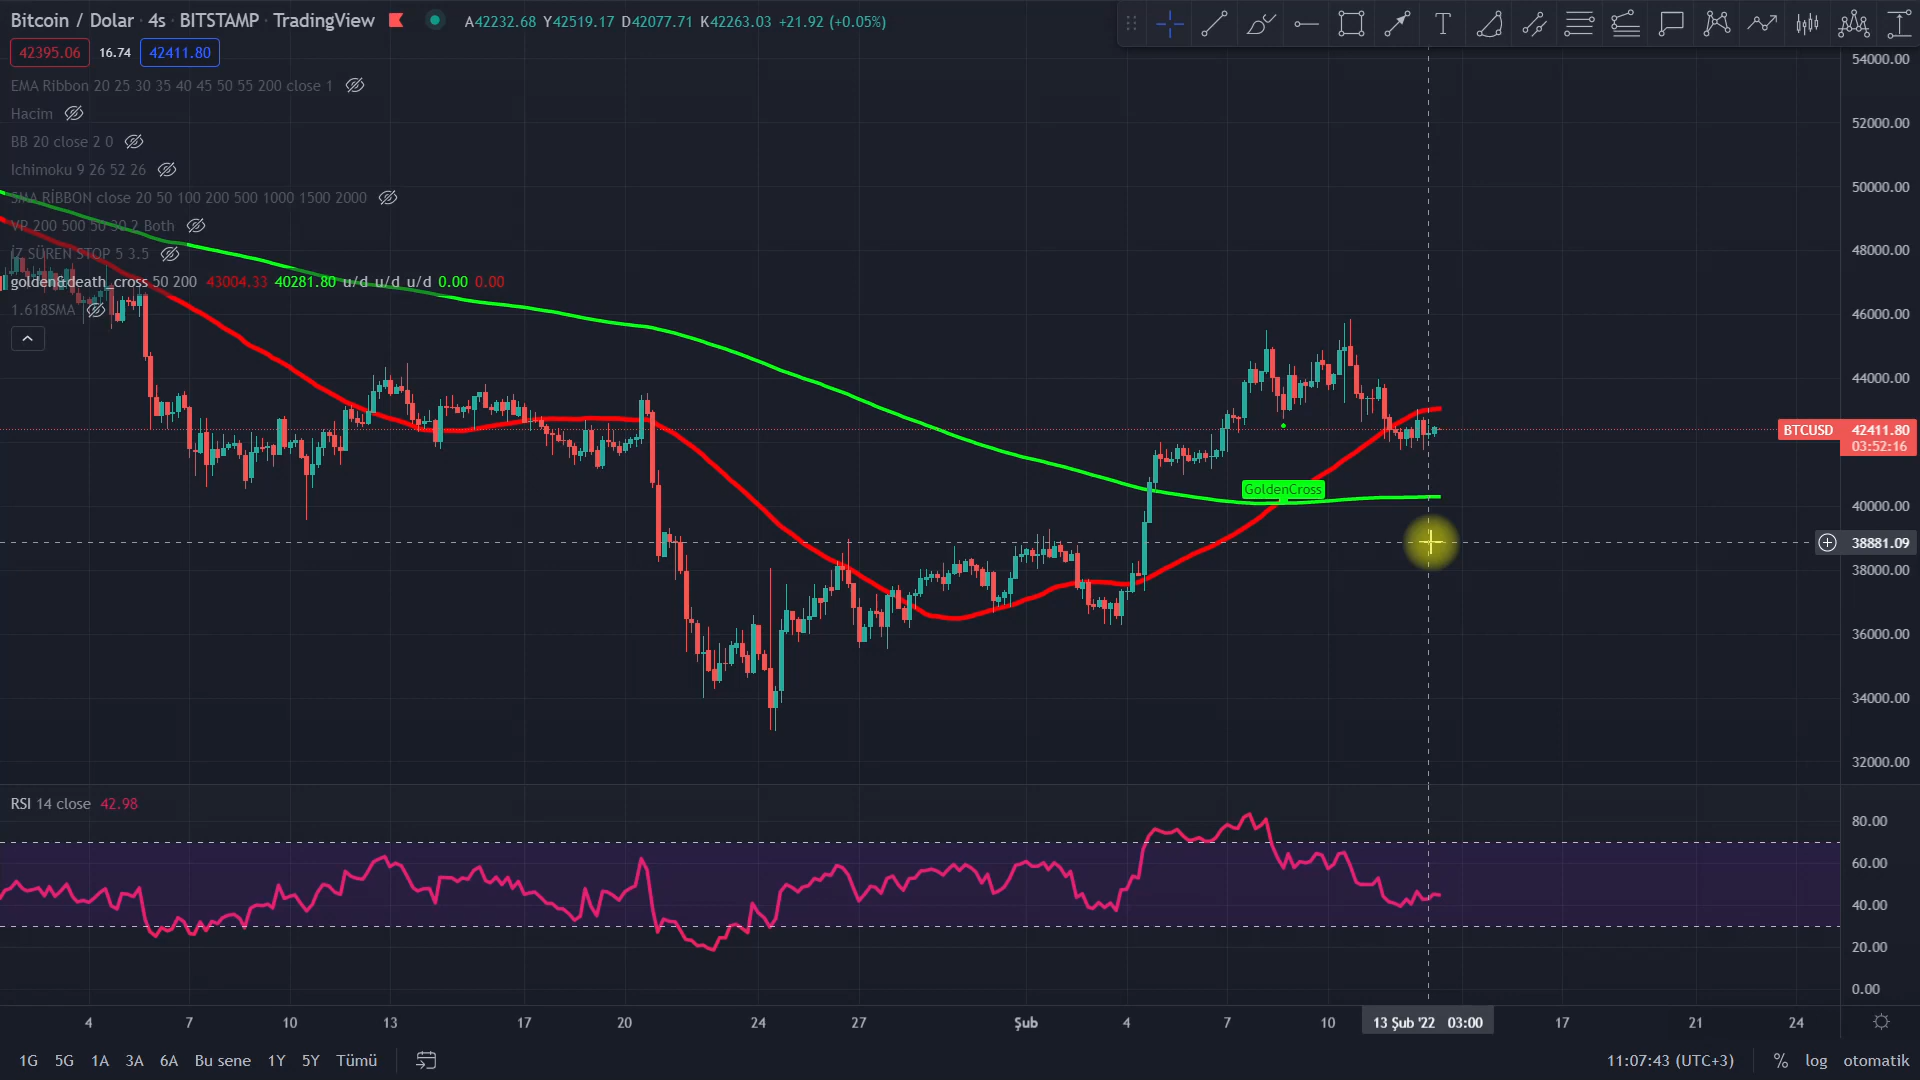 Bitcoin / Dolar · 4s · BITSTAMP · TradingView A42232.68 Y42519.17 D42077.71 K42263.03 +21.92 (+0.05%)
42395.06 16.74 42411.80
EMA Ribbon 20 25 30 35 40 45 50 55 200 close 1
Hacim
BB 20 close 2 0
Ichimoku 9 26 52 26
SMA RİBBON close 20 50 100 200 500 1000 1500 2000
VP 200 500 50 30 2 Both
İZ SÜREN STOP 5 3.5
golden&death_cross 50 200 43004.33 40281.80 u/d u/d u/d 0.00 0.00
1.618SMA
T
54000.00
52000.00
50000.00
48000.00
46000.00
44000.00
BTCUSD 42411.80
03:52:16
GoldenCross
40000.00
38881.09
38000.00
36000.00
34000.00
32000.00
RSI 14 close 42.98
80.00
60.00
40.00
20.00
0.00
4 7 10 13 17 20 24 27 Şub 4 7 10 13 Şub '22 03:00 17 21 24
1G 5G 1A 3A 6A Bu sene 1Y 5Y Tümü 11:07:43 (UTC+3) % log otomatik